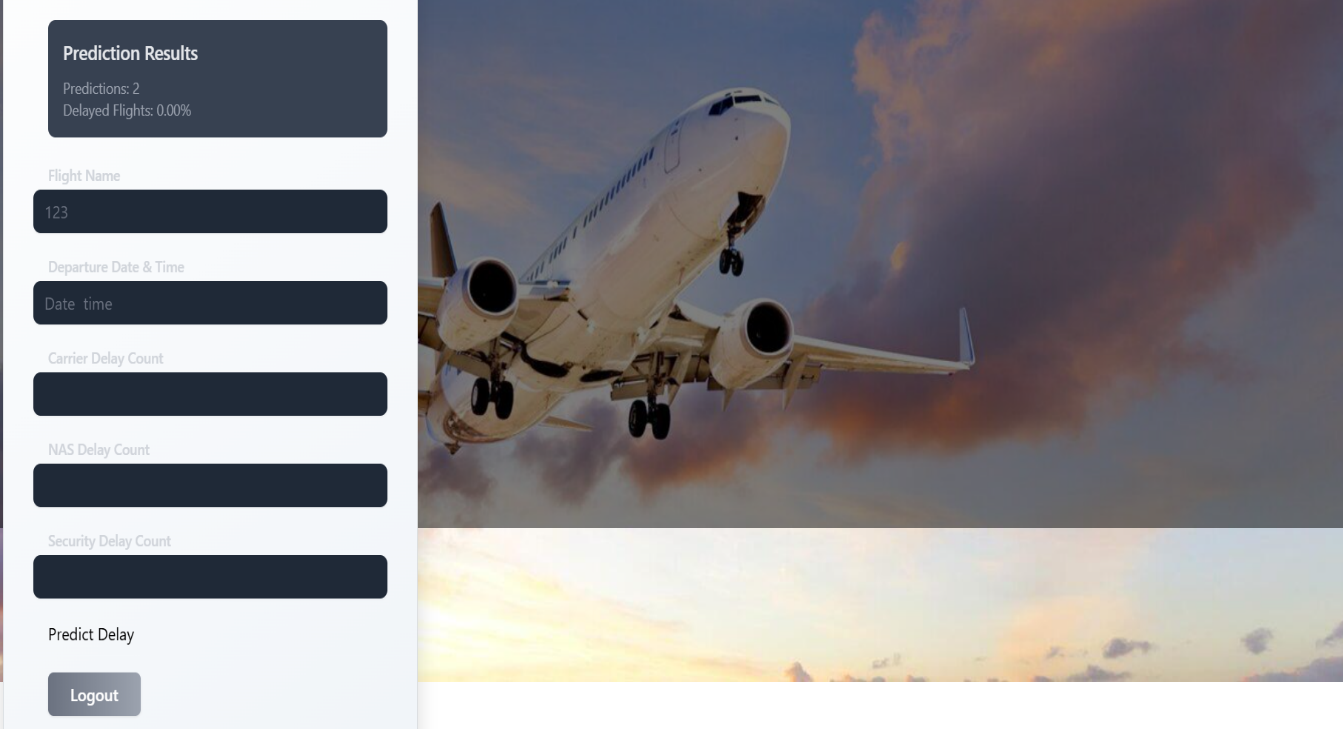 Prediction Results
Predictions: 2
Delayed Flights: 0.00%
Flight Name
123
Departure Date & Time
Date time
Carrier Delay Count
NAS Delay Count
Security Delay Count
Predict Delay
Logout